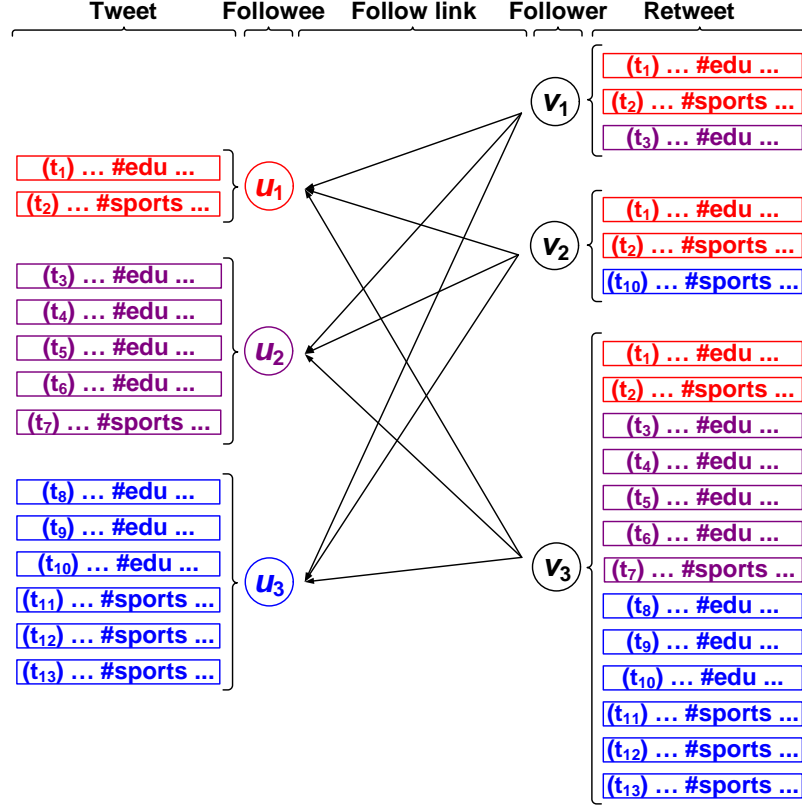 Tweet Followee Follow link Follower Retweet
(t₁) ... #edu ...
(t₂) ... #sports ...
u₁
(t₃) ... #edu ...
(t₄) ... #edu ...
(t₅) ... #edu ...
(t₆) ... #edu ...
(t₇) ... #sports ...
u₂
(t₈) ... #edu ...
(t₉) ... #edu ...
(t₁₀) ... #edu ...
(t₁₁) ... #sports ...
(t₁₂) ... #sports ...
(t₁₃) ... #sports ...
u₃
v₁
(t₁) ... #edu ...
(t₂) ... #sports ...
(t₃) ... #edu ...
v₂
(t₁) ... #edu ...
(t₂) ... #sports ...
(t₁₀) ... #sports ...
v₃
(t₁) ... #edu ...
(t₂) ... #sports ...
(t₃) ... #edu ...
(t₄) ... #edu ...
(t₅) ... #edu ...
(t₆) ... #edu ...
(t₇) ... #sports ...
(t₈) ... #edu ...
(t₉) ... #edu ...
(t₁₀) ... #edu ...
(t₁₁) ... #sports ...
(t₁₂) ... #sports ...
(t₁₃) ... #sports ...